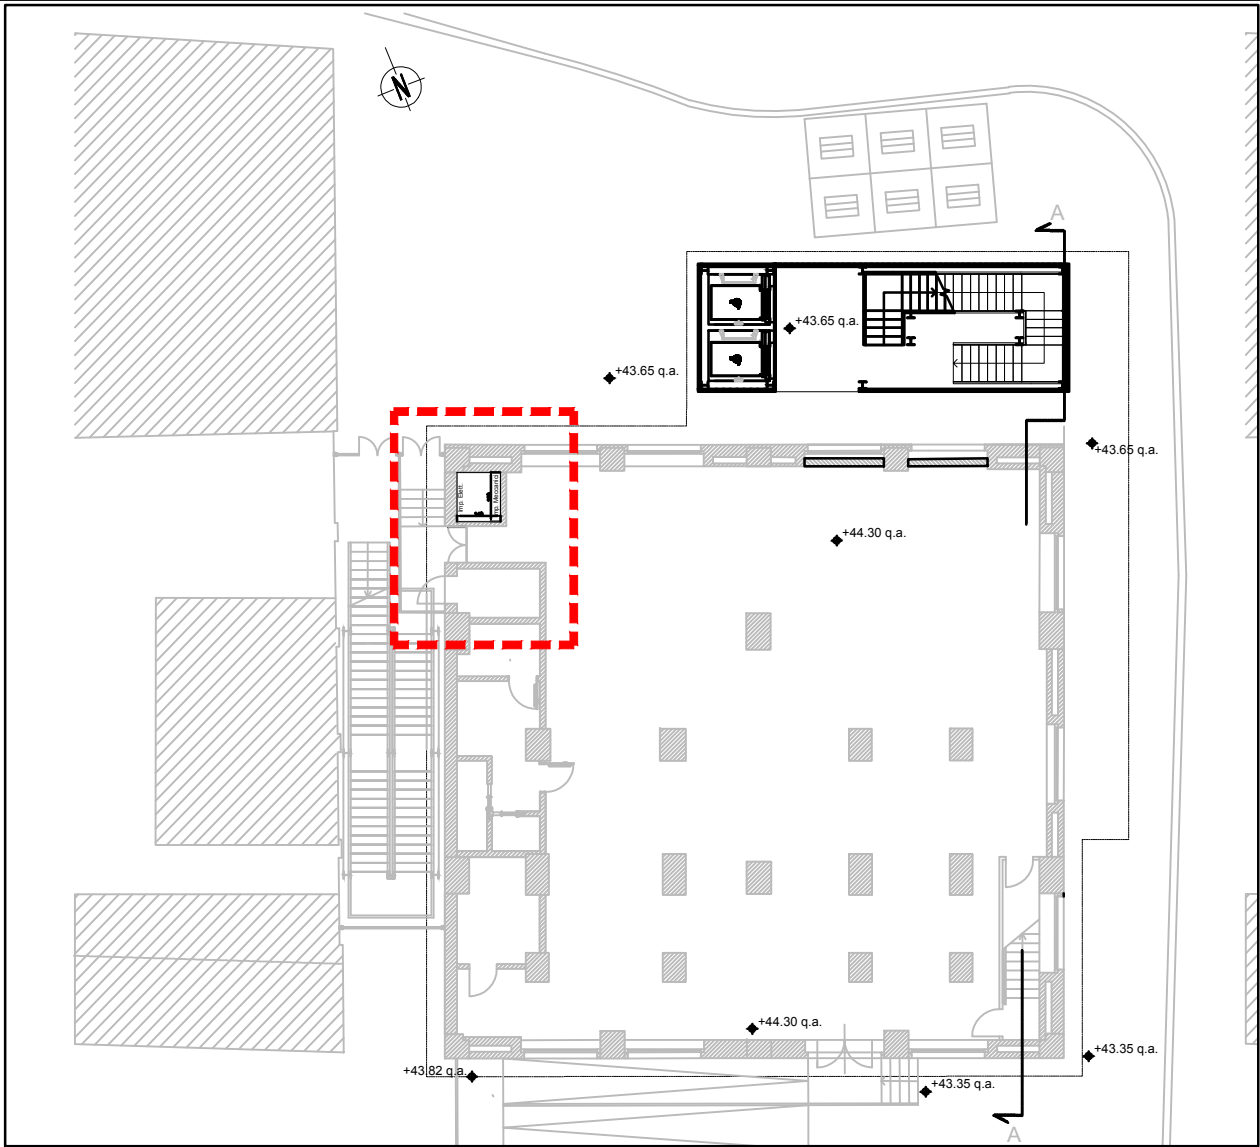 N
A
+43.65 q.a.
+43.65 q.a.
+43.65 q.a.
Imp. Elett.
Imp. Meccanici
+44.30 q.a.
+44.30 q.a.
+43.35 q.a.
+43.82 q.a.
+43.35 q.a.
A